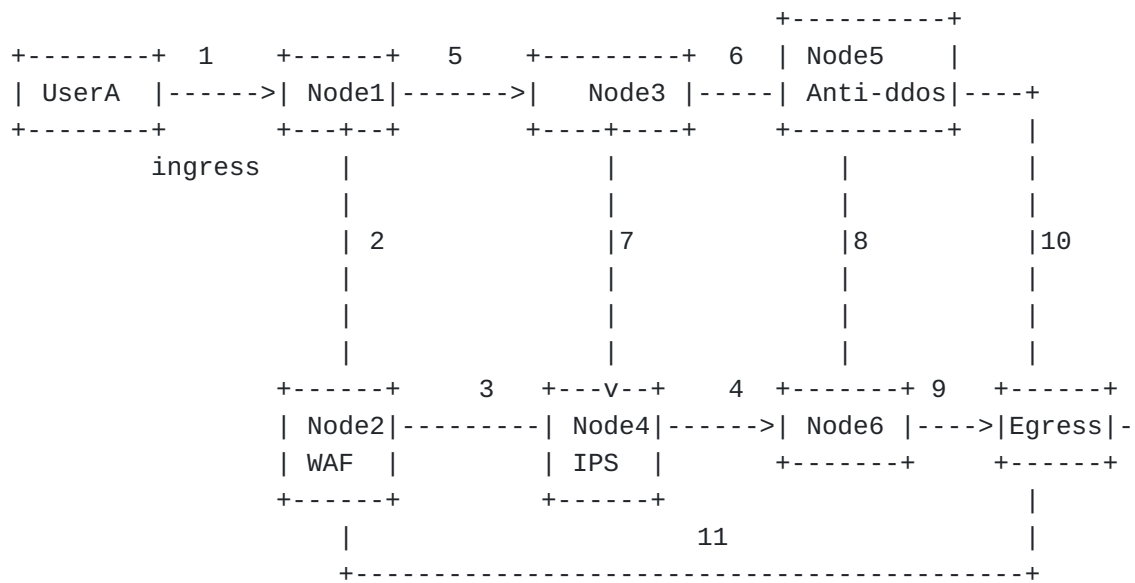 1 5 6 Node5
UserA Node1 Node3 Anti-ddos
ingress
2 7 8 10
3 v 4 9
Node2 Node4 Node6 Egress
WAF IPS
11